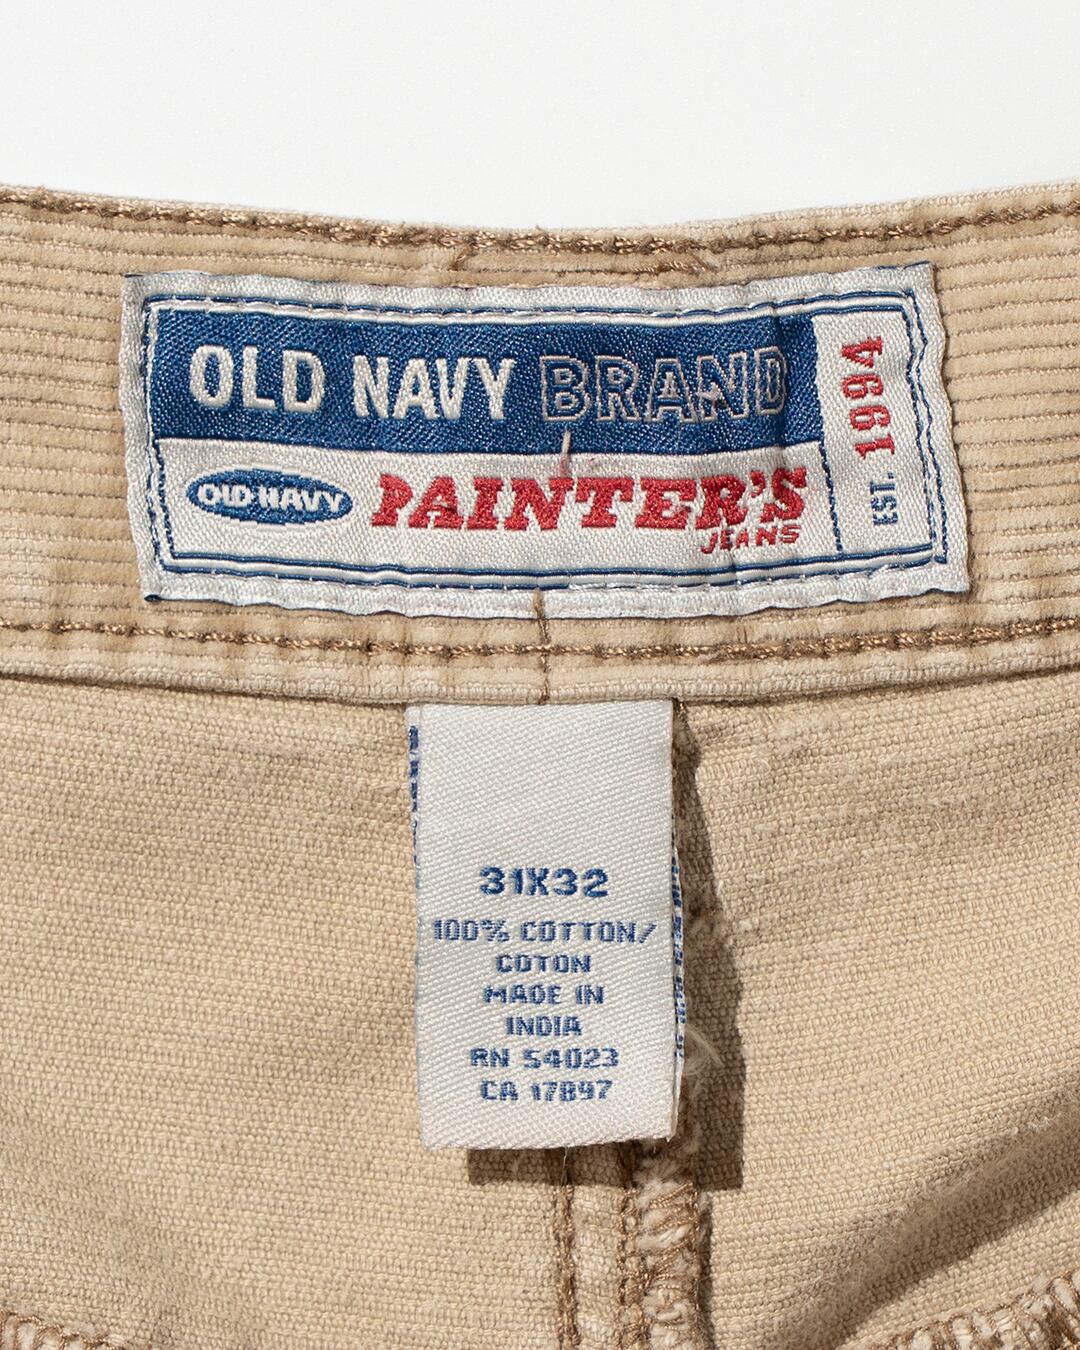 OLD NAVY BRAND
OLD NAVY PAINTER'S
JEANS
EST. 1994
31X32
100% COTTON/
COTON
MADE IN
INDIA
RN 54023
CA 17897